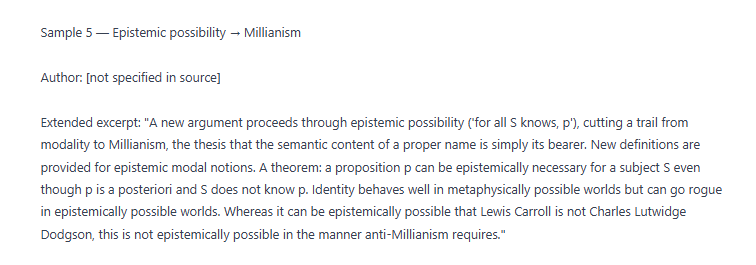 Sample 5 — Epistemic possibility → Millianism
Author: [not specified in source]
Extended excerpt: "A new argument proceeds through epistemic possibility ('for all S knows, p'), cutting a trail from
modality to Millianism, the thesis that the semantic content of a proper name is simply its bearer. New definitions are
provided for epistemic modal notions. A theorem: a proposition p can be epistemically necessary for a subject S even
though p is a posteriori and S does not know p. Identity behaves well in metaphysically possible worlds but can go rogue
in epistemically possible worlds. Whereas it can be epistemically possible that Lewis Carroll is not Charles Lutwidge
Dodgson, this is not epistemically possible in the manner anti-Millianism requires."